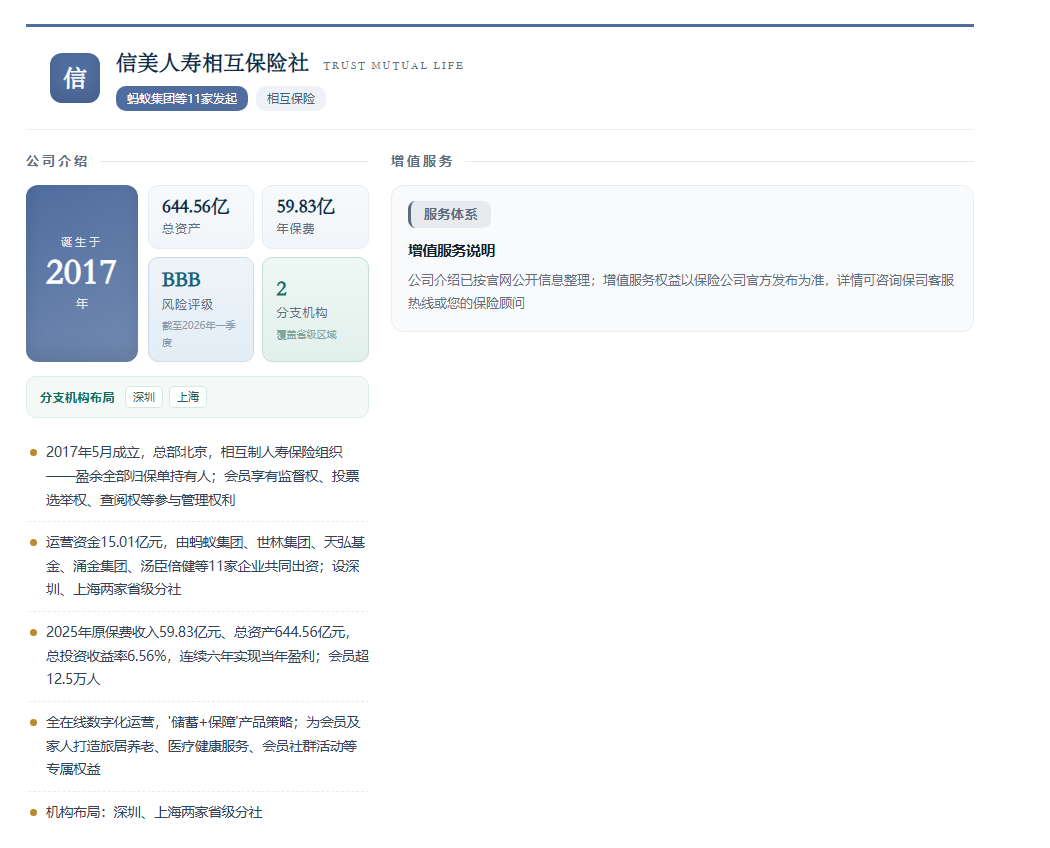 信
信美人寿相互保险社 TRUST MUTUAL LIFE
蚂蚁集团等11家发起 相互保险
公司介绍
诞生于
2017
年
644.56亿
总资产
59.83亿
年保费
BBB
风险评级
截至2026年一季
度
2
分支机构
覆盖省级区域
分支机构布局 深圳 上海
2017年5月成立，总部北京，相互制人寿保险组织
——盈余全部归保单持有人；会员享有监督权、投票
选举权、查阅权等参与管理权利
运营资金15.01亿元，由蚂蚁集团、世林集团、天弘基
金、涌金集团、汤臣倍健等11家企业共同出资；设深
圳、上海两家省级分社
2025年原保费收入59.83亿元、总资产644.56亿元，
总投资收益率6.56%，连续六年实现当年盈利；会员超
12.5万人
全在线数字化运营，'储蓄+保障'产品策略；为会员及
家人打造旅居养老、医疗健康服务、会员社群活动等
专属权益
机构布局：深圳、上海两家省级分社
增值服务
服务体系
增值服务说明
公司介绍已按官网公开信息整理；增值服务权益以保险公司官方发布为准，详情可咨询保司客服
热线或您的保险顾问